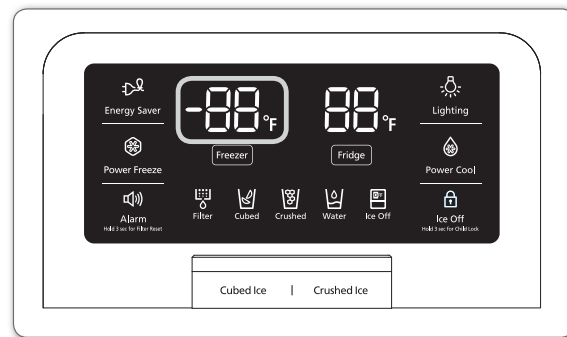 Energy Saver
-88 °F
88 °F
Lighting
Freezer
Fridge
Power Freeze
Power Cool
Alarm
Hold 3 sec for Filter Reset
Filter
Cubed
Crushed
Water
Ice Off
Ice Off
Hold 3 sec for Child Lock
Cubed Ice | Crushed Ice